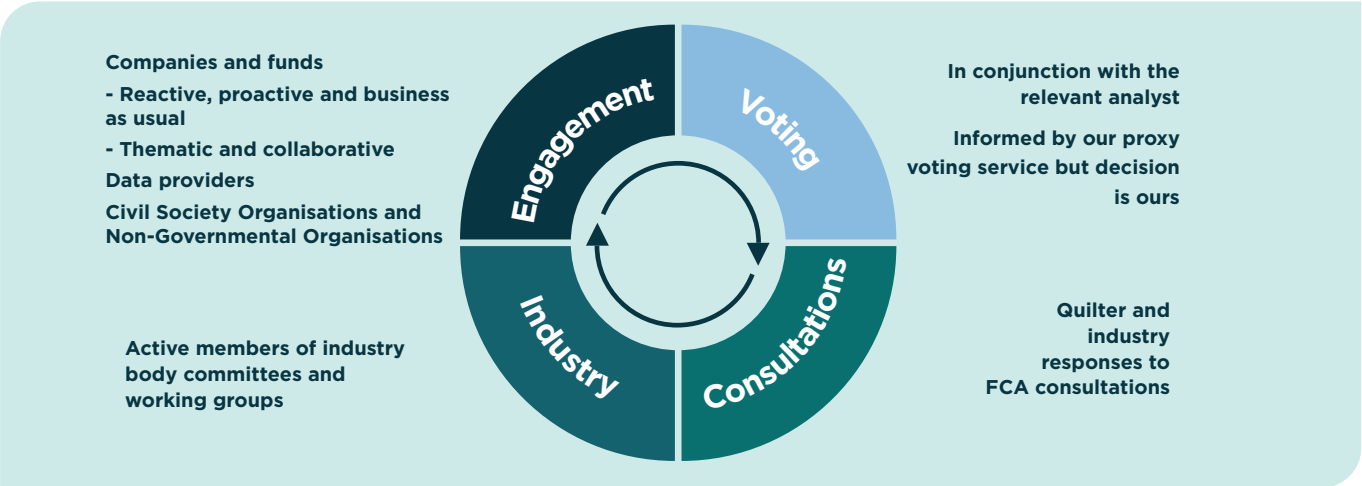 Companies and funds
- Reactive, proactive and business
as usual
- Thematic and collaborative
Data providers
Civil Society Organisations and
Non-Governmental Organisations
Engagement
Voting
In conjunction with the
relevant analyst
Informed by our proxy
voting service but decision
is ours
Active members of industry
body committees and
working groups
Industry
Consultations
Quilter and
industry
responses to
FCA consultations